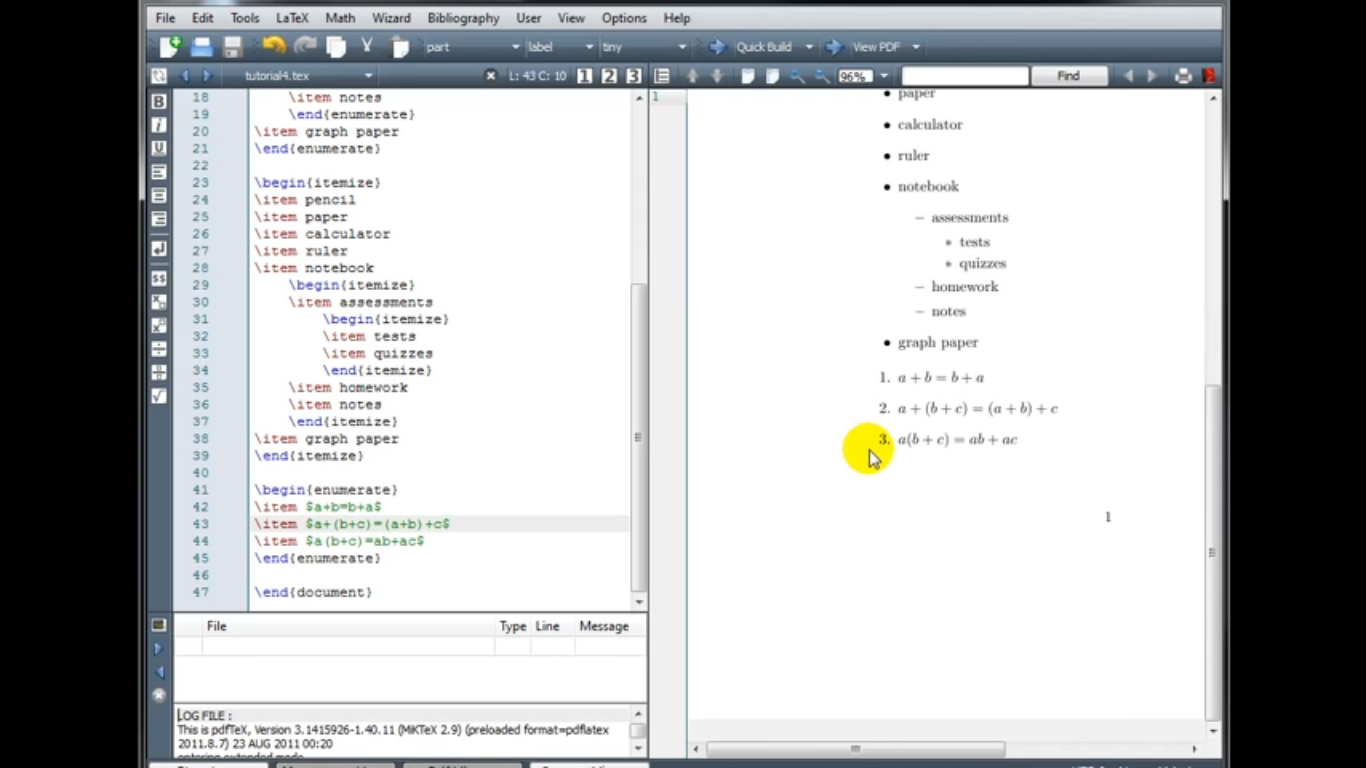 File Edit Tools LaTeX Math Wizard Bibliography User View Options Help
part label tiny Quick Build View PDF
tutorial4.tex L: 43 C: 10 1 2 3 96% Find
18 \item notes
19 \end{enumerate}
20 \item graph paper
21 \end{enumerate}
22
23 \begin{itemize}
24 \item pencil
25 \item paper
26 \item calculator
27 \item ruler
28 \item notebook
29 \begin{itemize}
30 \item assessments
31 \begin{itemize}
32 \item tests
33 \item quizzes
34 \end{itemize}
35 \item homework
36 \item notes
37 \end{itemize}
38 \item graph paper
39 \end{itemize}
40
41 \begin{enumerate}
42 \item $a+b=b+a$
43 \item $a+(b+c)=(a+b)+c$
44 \item $a(b+c)=ab+ac$
45 \end{enumerate}
46
47 \end{document}
File Type Line Message
LOG FILE :
This is pdfTeX, Version 3.1415926-1.40.11 (MiKTeX 2.9) (preloaded format=pdflatex
2011.8.7) 23 AUG 2011 00:20
entering extended mode
1
• paper
• calculator
• ruler
• notebook
– assessments
∗ tests
∗ quizzes
– homework
– notes
• graph paper
1. a + b = b + a
2. a + (b + c) = (a + b) + c
3. a(b + c) = ab + ac
1